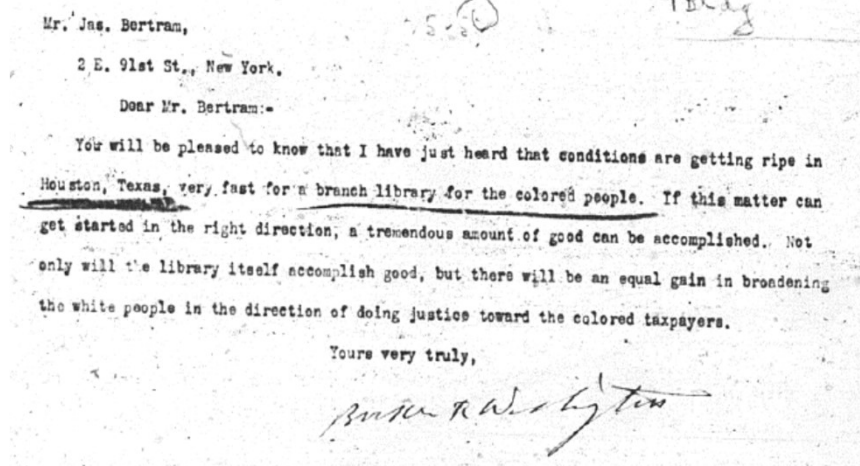 Mr. Jas. Bertram,
2 E. 91st St., New York.
Dear Mr. Bertram:-
You will be pleased to know that I have just heard that conditions are getting ripe in
Houston, Texas, very fast for a branch library for the colored people. If this matter can
get started in the right direction, a tremendous amount of good can be accomplished. Not
only will the library itself accomplish good, but there will be an equal gain in broadening
the white people in the direction of doing justice toward the colored taxpayers.
Yours very truly,
Booker T. Washington